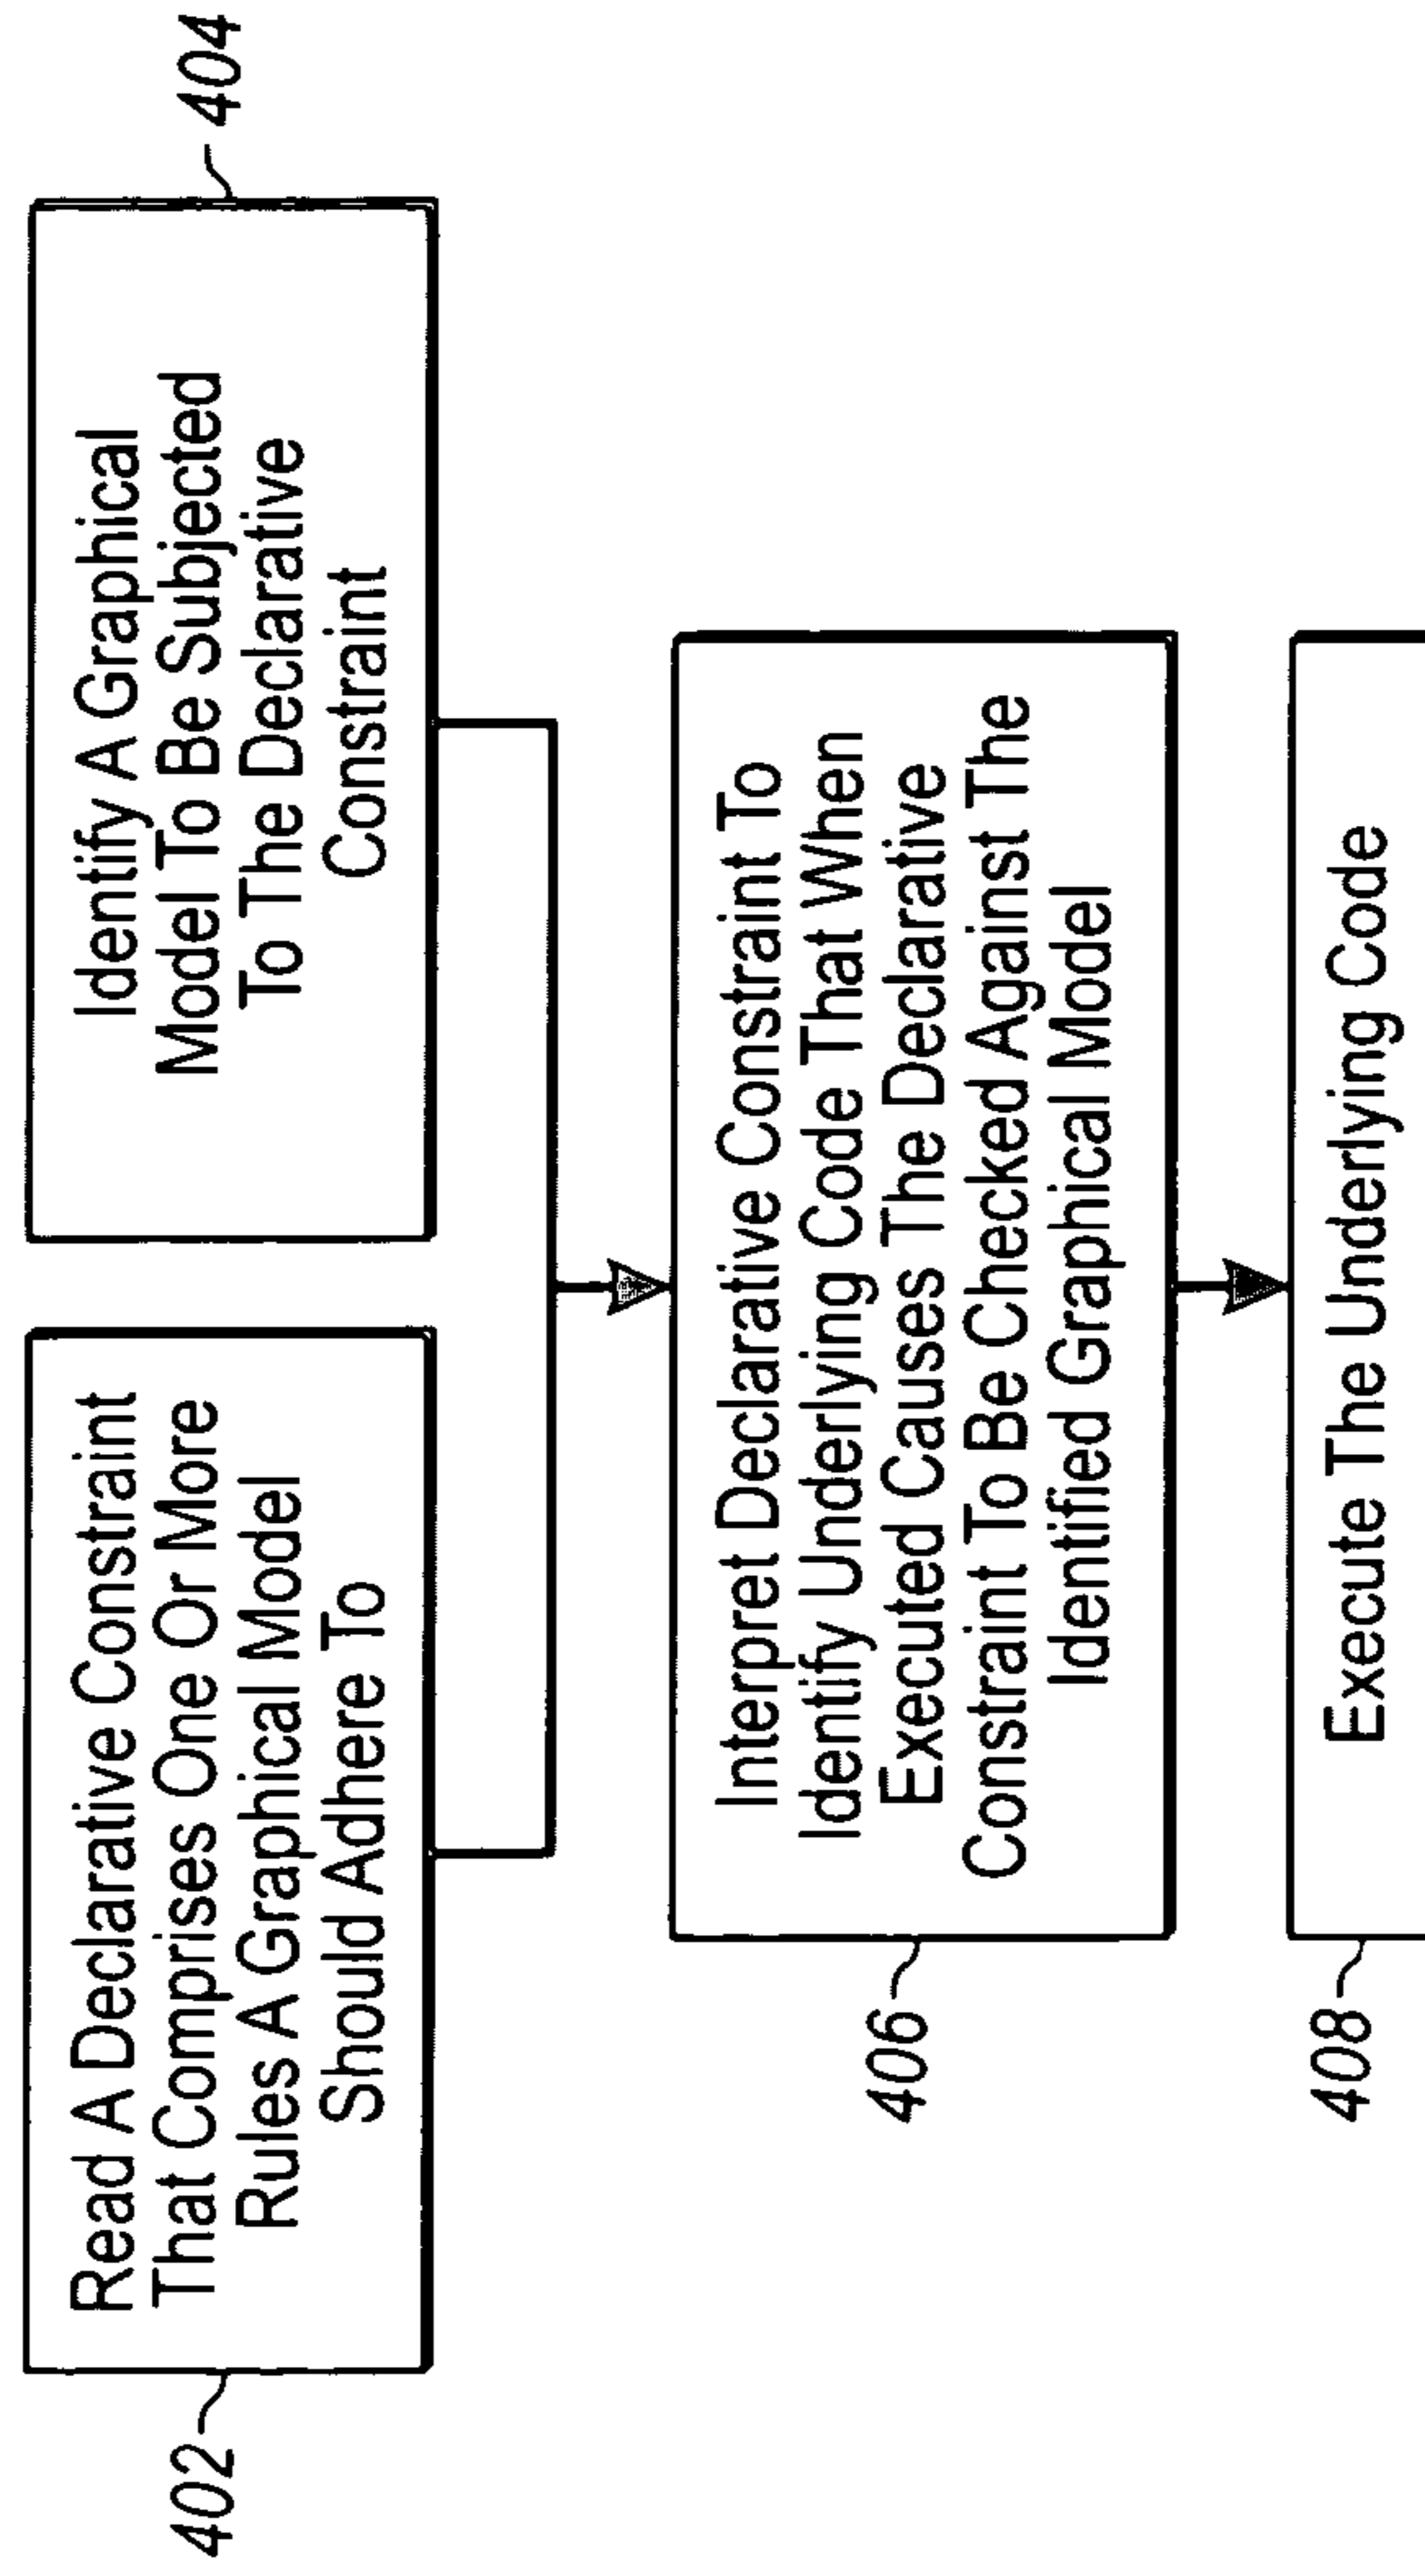 402
Read A Declarative Constraint
That Comprises One Or More
Rules A Graphical Model
Should Adhere To
404
Identify A Graphical
Model To Be Subjected
To The Declarative
Constraint
406
Interpret Declarative Constraint To
Identify Underlying Code That When
Executed Causes The Declarative
Constraint To Be Checked Against The
Identified Graphical Model
408
Execute The Underlying Code